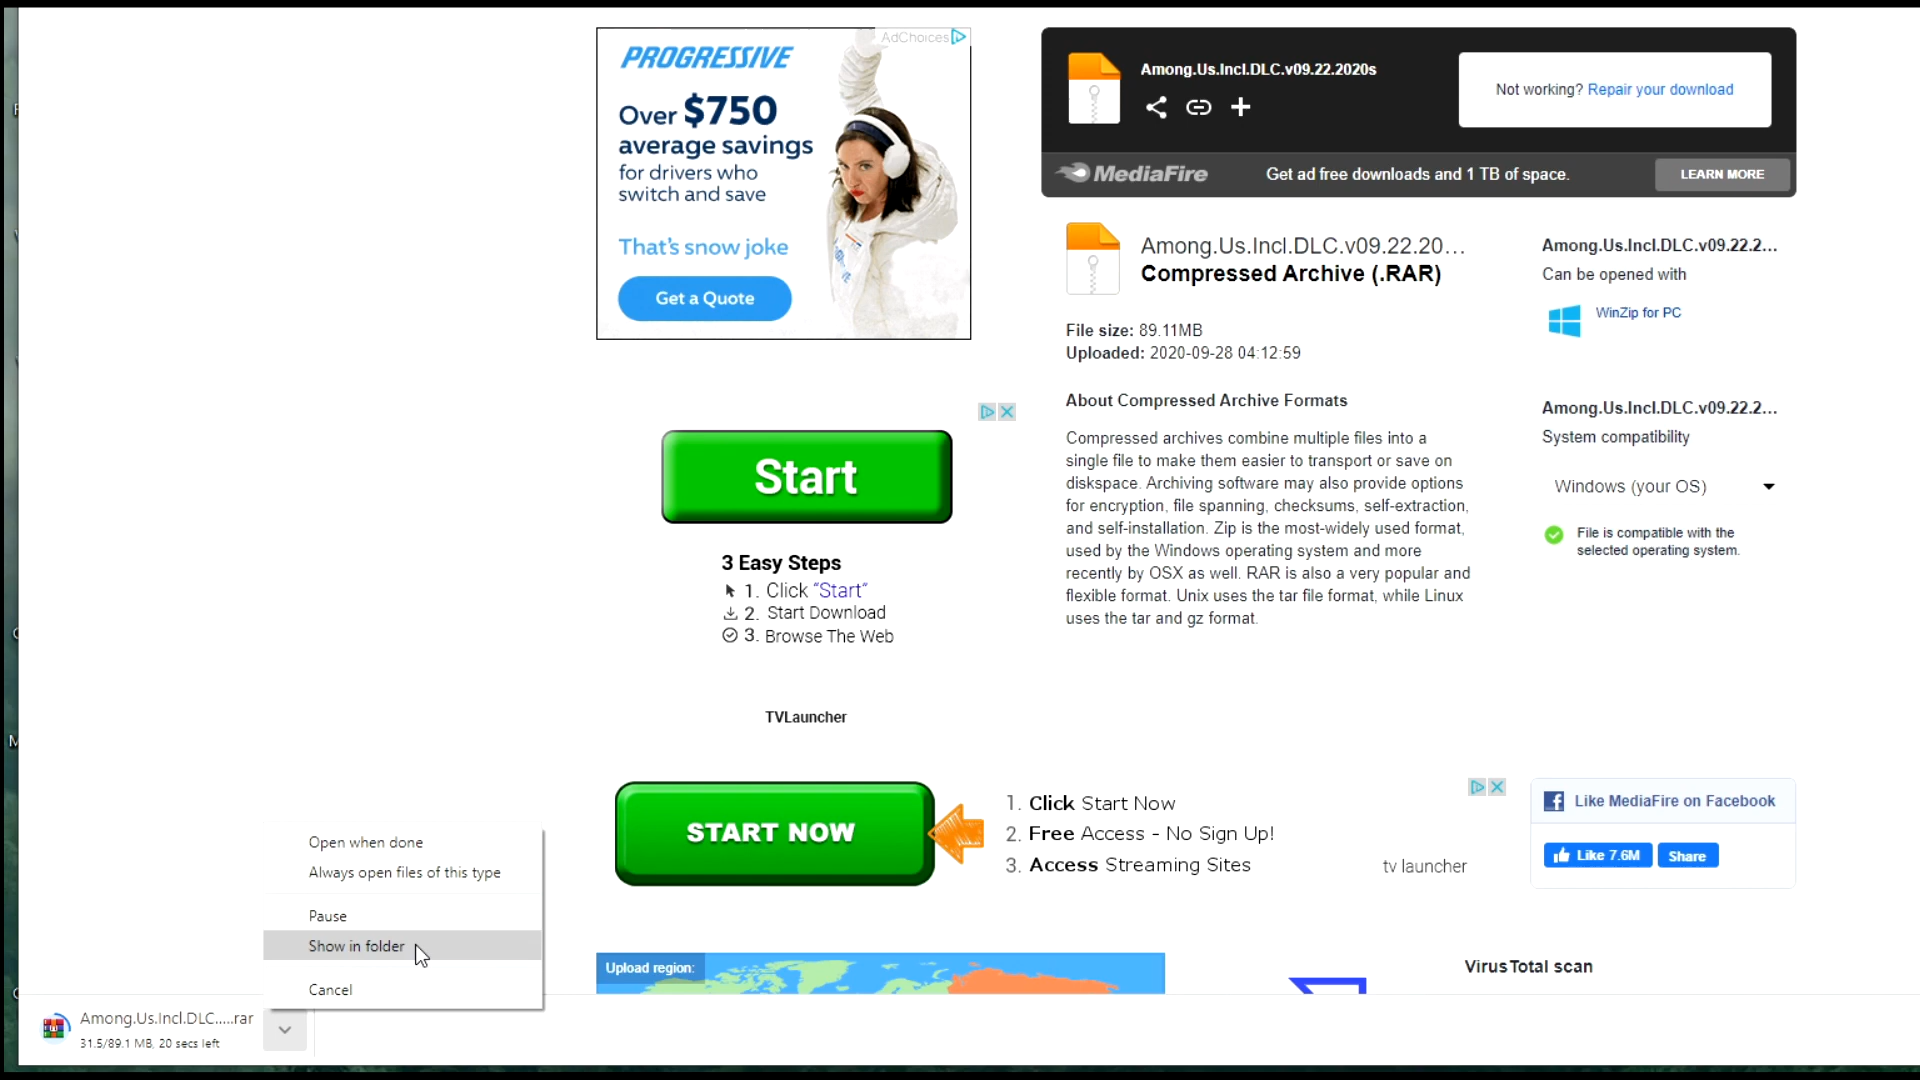 AdChoices
PROGRESSIVE
Over $750
average savings
for drivers who
switch and save
That's snow joke
Get a Quote
Among.Us.Incl.DLC.v09.22.2020s
Not working? Repair your download
MediaFire
Get ad free downloads and 1 TB of space.
LEARN MORE
Among.Us.Incl.DLC.v09.22.20...
Compressed Archive (.RAR)
File size: 89.11MB
Uploaded: 2020-09-28 04:12:59
About Compressed Archive Formats
Compressed archives combine multiple files into a
single file to make them easier to transport or save on
diskspace. Archiving software may also provide options
for encryption, file spanning, checksums, self-extraction,
and self-installation. Zip is the most-widely used format,
used by the Windows operating system and more
recently by OSX as well. RAR is also a very popular and
flexible format. Unix uses the tar file format, while Linux
uses the tar and gz format.
Among.Us.Incl.DLC.v09.22.2...
Can be opened with
WinZip for PC
Among.Us.Incl.DLC.v09.22.2...
System compatibility
Windows (your OS)
File is compatible with the
selected operating system.
Start
3 Easy Steps
1. Click "Start"
2. Start Download
3. Browse The Web
TVLauncher
START NOW
1. Click Start Now
2. Free Access - No Sign Up!
3. Access Streaming Sites
tv launcher
Like MediaFire on Facebook
Like 7.6M
Share
Upload region:
VirusTotal scan
Open when done
Always open files of this type
Pause
Show in folder
Cancel
Among.Us.Incl.DLC.....rar
31.5/89.1 MB, 20 secs left